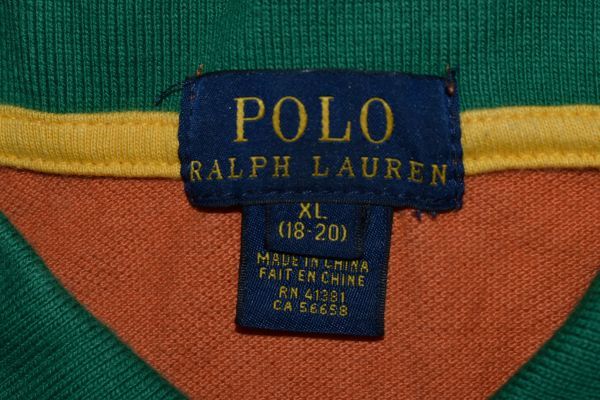 POLO
RALPH LAUREN
XL
(18-20)
MADE IN CHINA
FAIT EN CHINE
RN 41381
CA 56658